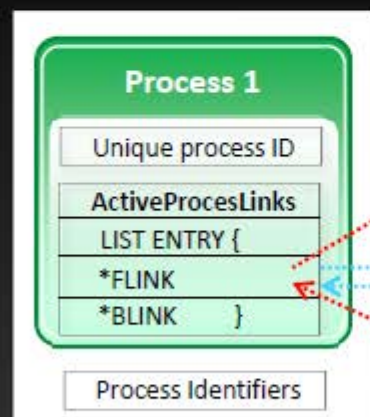 Process 1
Unique process ID
ActiveProcesLinks
LIST ENTRY {
*FLINK
*BLINK }
Process Identifiers